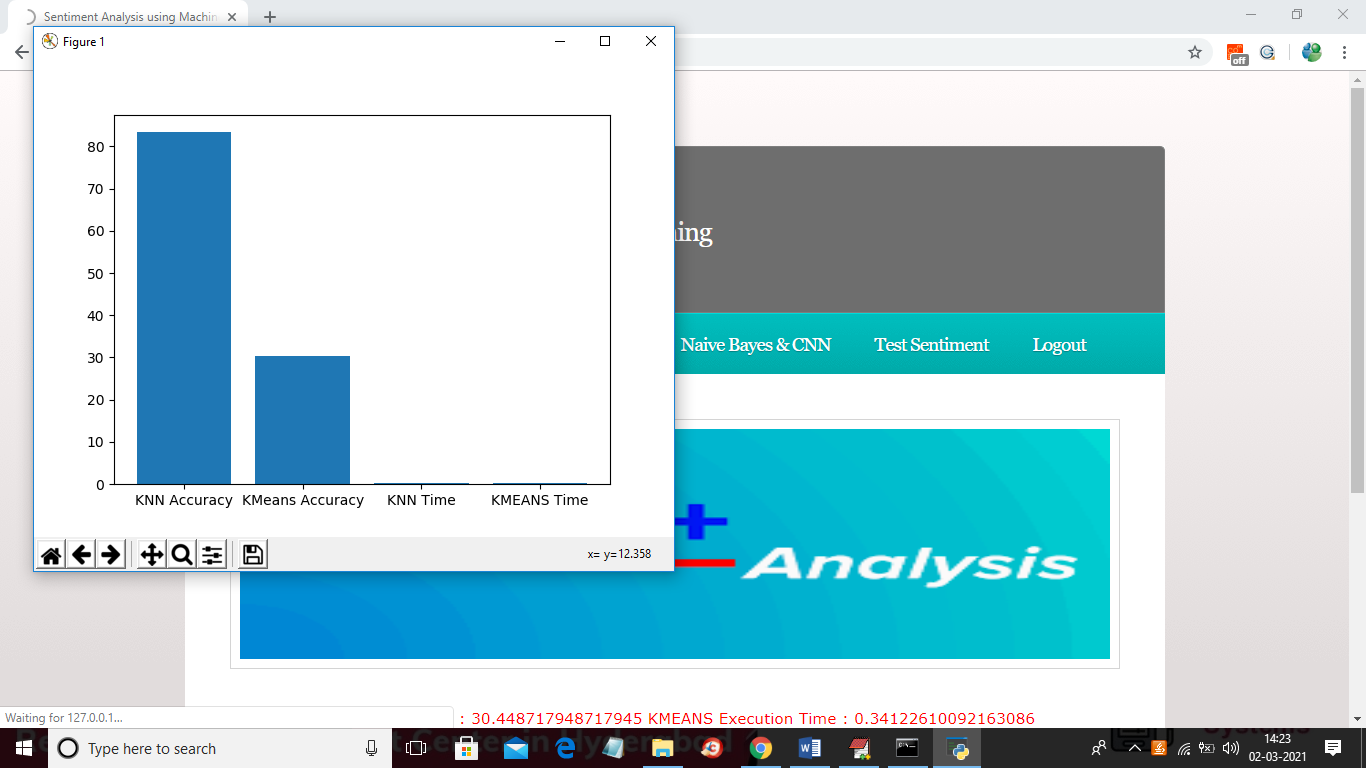 Sentiment Analysis using Machin
Figure 1
off
80
70
60
50
40
30
20
10
0
KNN Accuracy KMeans Accuracy KNN Time KMEANS Time
x= y=12.358
Naive Bayes & CNN Test Sentiment Logout
+
Analysis
: 30.448717948717945 KMEANS Execution Time : 0.34122610092163086
Waiting for 127.0.0.1...
Type here to search
14:23
02-03-2021